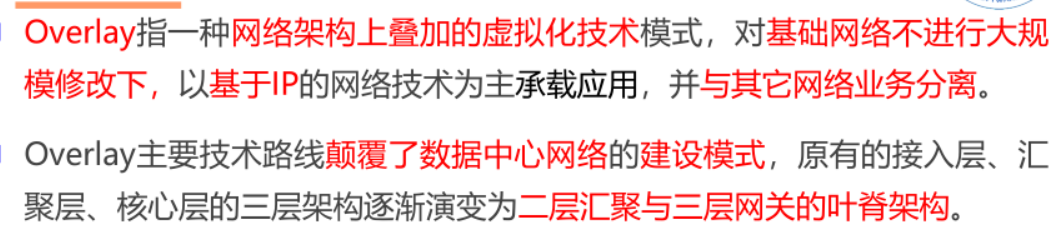 Overlay指一种网络架构上叠加的虚拟化技术模式，对基础网络不进行大规
模修改下，以基于IP的网络技术为主承载应用，并与其它网络业务分离。
Overlay主要技术路线颠覆了数据中心网络的建设模式，原有的接入层、汇
聚层、核心层的三层架构逐渐演变为二层汇聚与三层网关的叶脊架构。